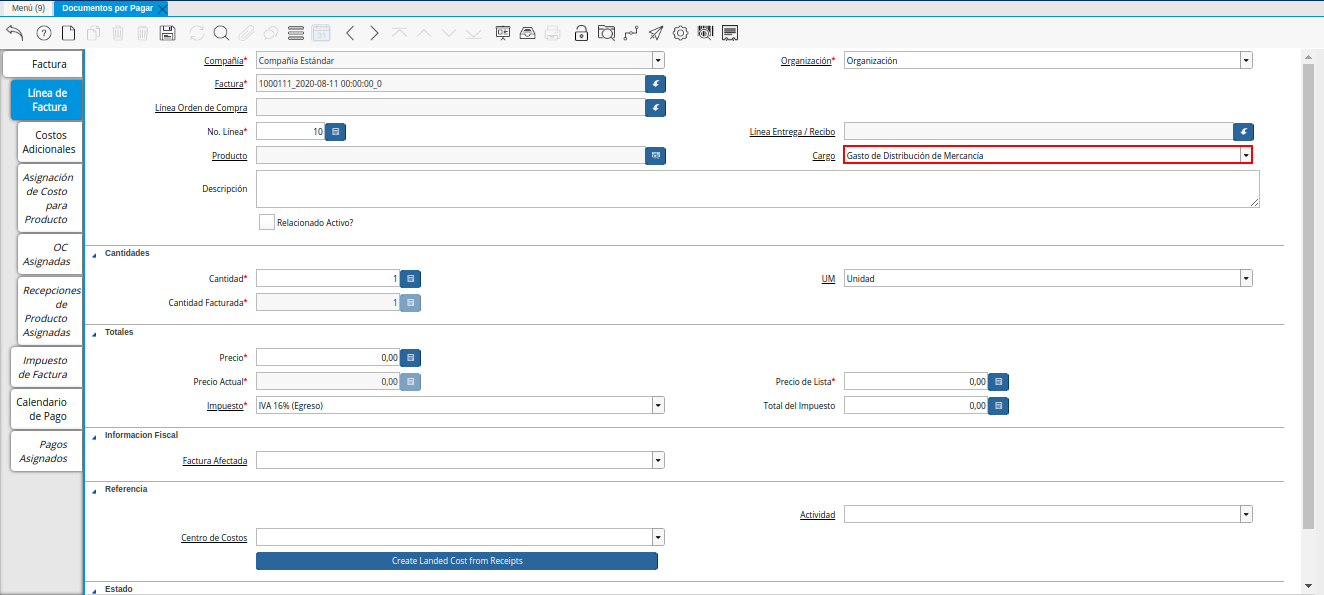 Menú (9) Documentos por Pagar
Factura
Línea de
Factura
Costos
Adicionales
Asignación
de Costo
para
Producto
OC
Asignadas
Recepciones
de
Producto
Asignadas
Impuesto
de Factura
Calendario
de Pago
Pagos
Asignados
Compañía* Compañía Estándar Organización* Organización
Factura* 1000111_2020-08-11 00:00:00_0
Línea Orden de Compra
No. Línea* 10 Línea Entrega / Recibo
Producto Cargo Gasto de Distribución de Mercancía
Descripción
Relacionado Activo?
Cantidades
Cantidad* 1 UM Unidad
Cantidad Facturada* 1
Totales
Precio* 0,00
Precio Actual* 0,00 Precio de Lista* 0,00
Impuesto* IVA 16% (Egreso) Total del Impuesto 0,00
Informacion Fiscal
Factura Afectada
Referencia
Actividad
Centro de Costos
Create Landed Cost from Receipts
Estado